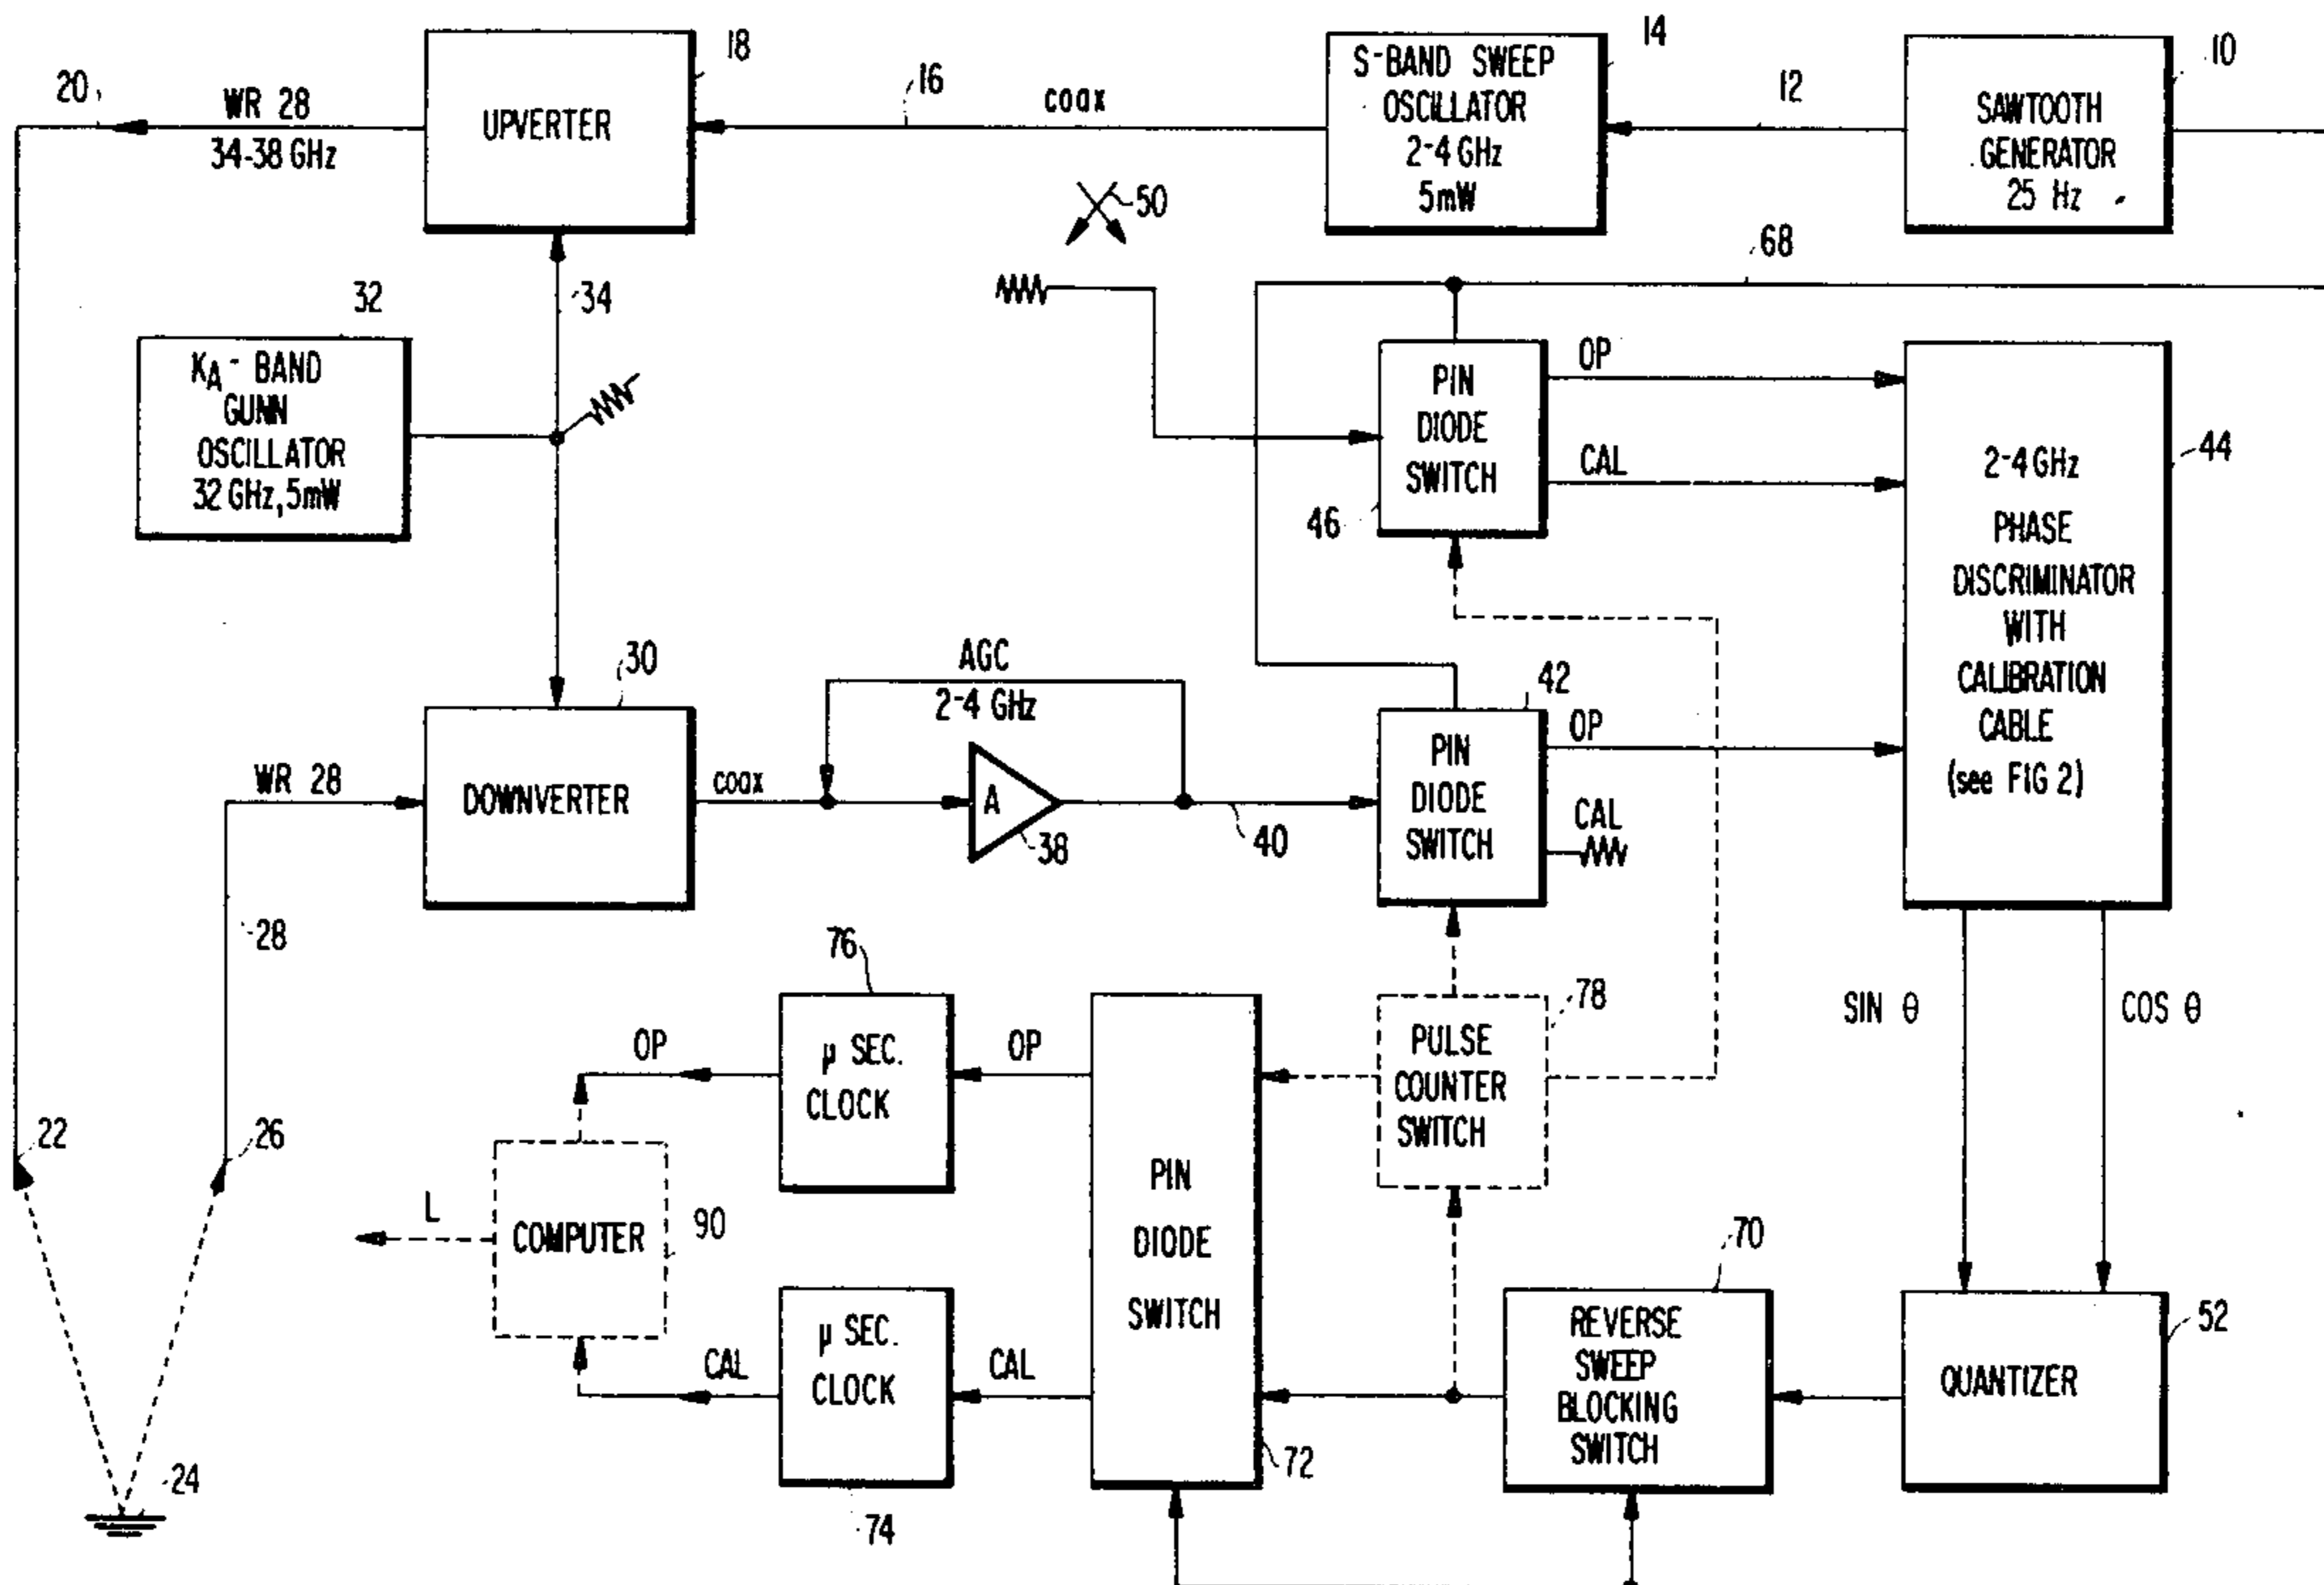 20
WR 28
34-38 GHz
UPVERTER
18
16
coax
S-BAND SWEEP
OSCILLATOR
2-4 GHz
5mW
14
12
SAWTOOTH
GENERATOR
25 Hz
10
50
68
32
34
KA - BAND
GUNN
OSCILLATOR
32 GHz, 5mW
PIN
DIODE
SWITCH
46
OP
CAL
2-4 GHz
PHASE
DISCRIMINATOR
WITH
CALIBRATION
CABLE
(see FIG 2)
44
30
AGC
2-4 GHz
42
WR 28
DOWNVERTER
coax
A
38
40
PIN
DIODE
SWITCH
OP
CAL
28
76
78
SIN θ
COS θ
OP
μ SEC.
CLOCK
OP
PULSE
COUNTER
SWITCH
22
26
L
COMPUTER
90
PIN
DIODE
SWITCH
70
CAL
μ SEC.
CLOCK
CAL
REVERSE
SWEEP
BLOCKING
SWITCH
QUANTIZER
52
24
74
72